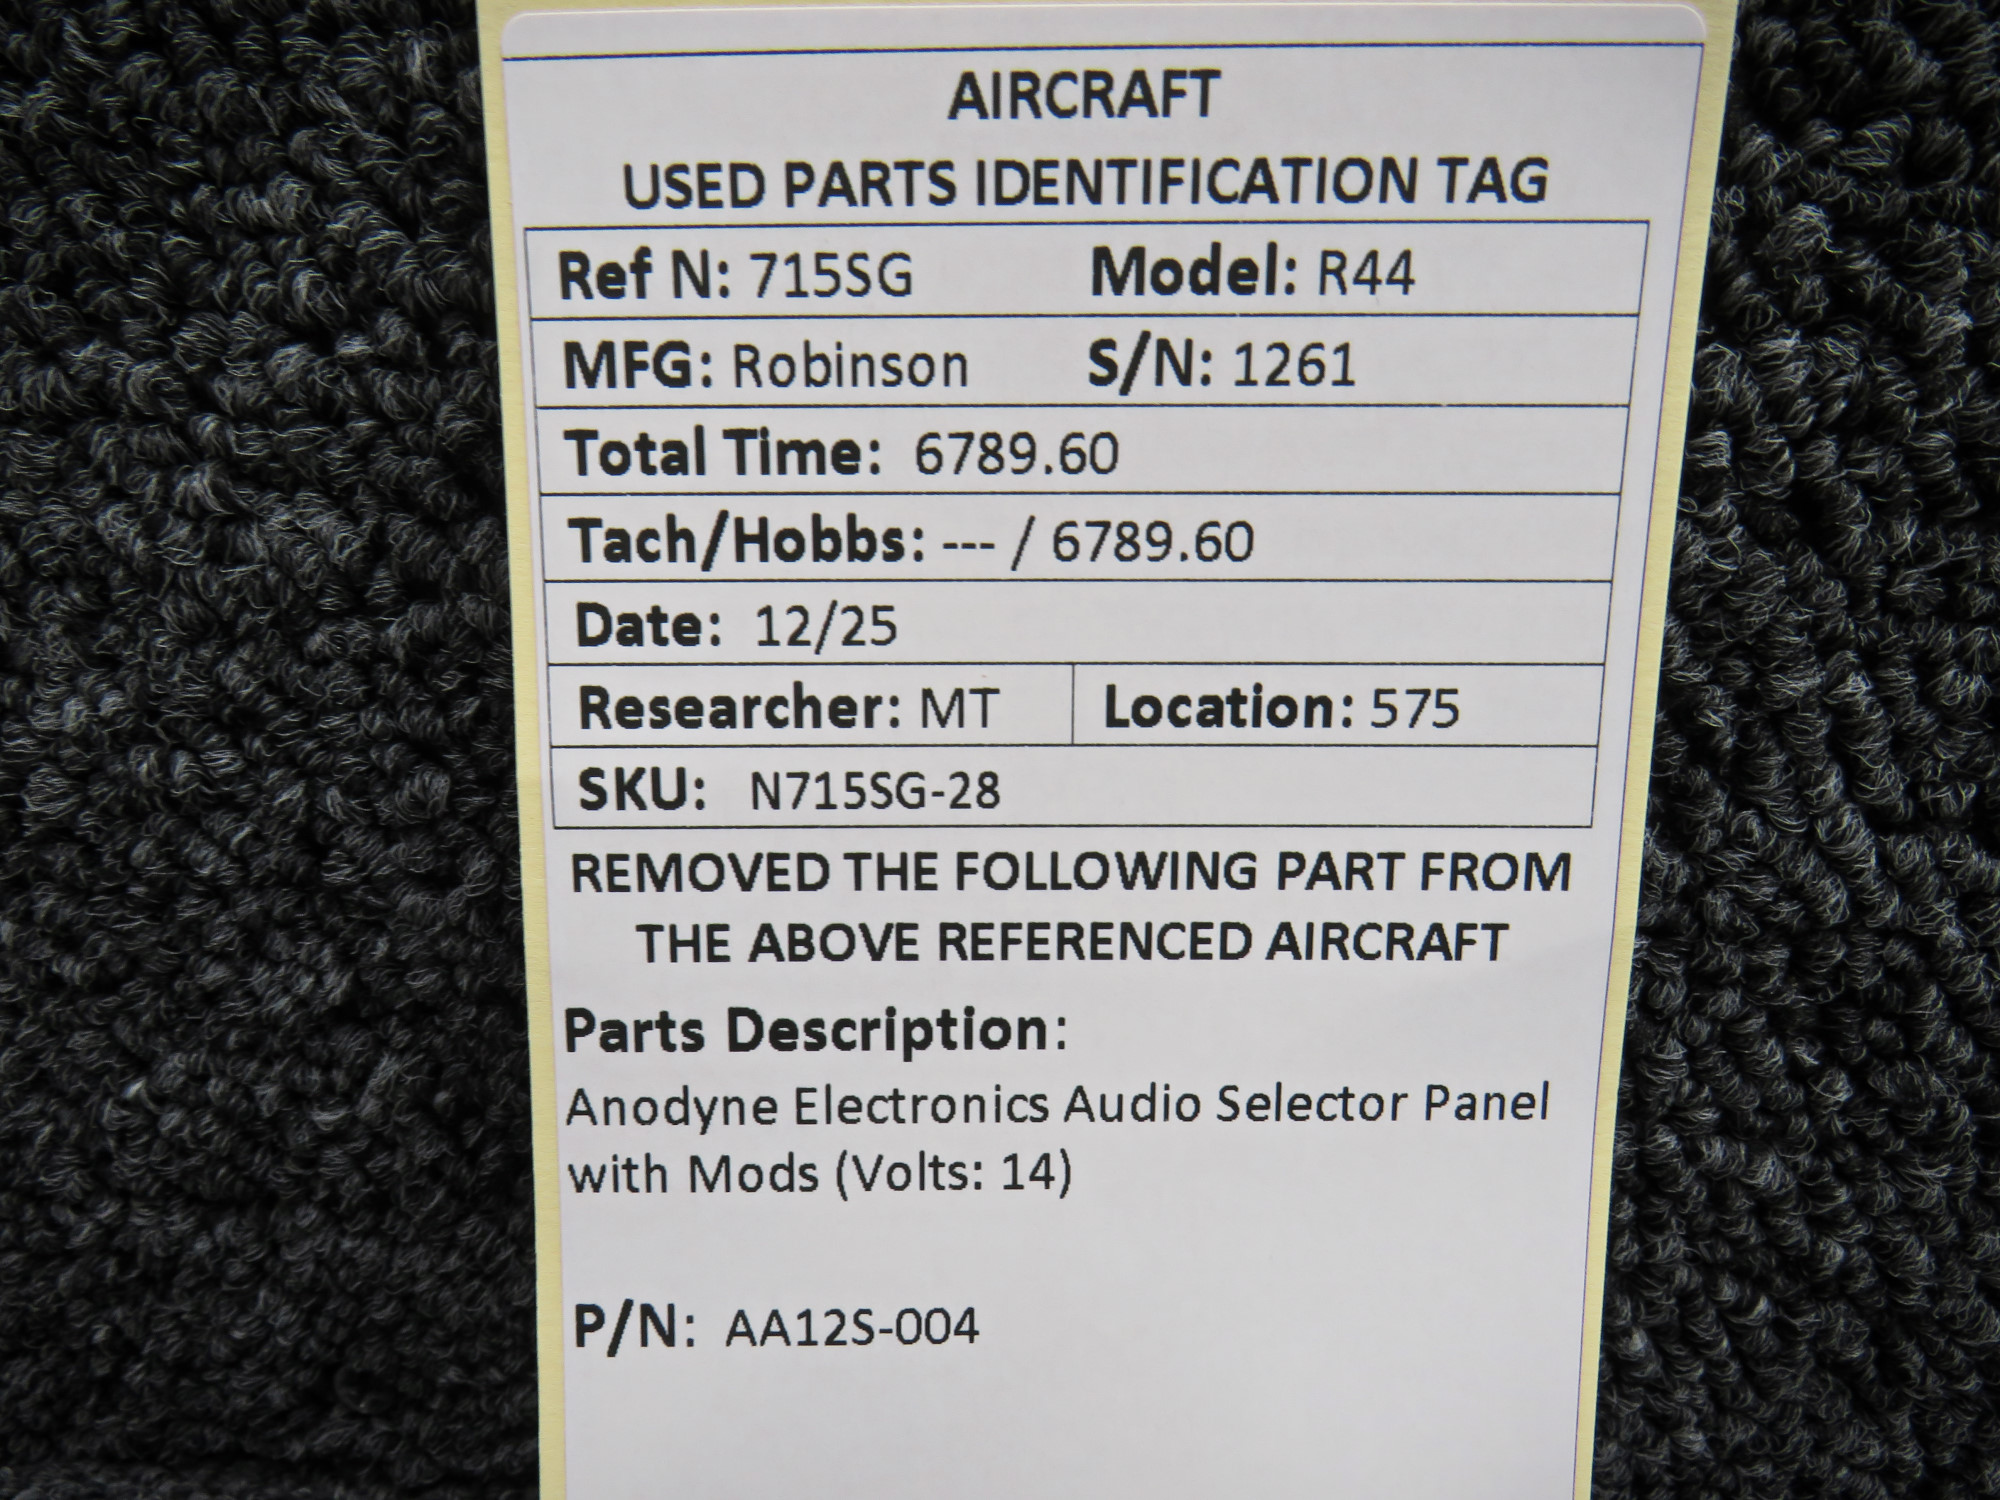 AIRCRAFT
USED PARTS IDENTIFICATION TAG
Ref N: 715SG Model: R44
MFG: Robinson S/N: 1261
Total Time: 6789.60
Tach/Hobbs: --- / 6789.60
Date: 12/25
Researcher: MT Location: 575
SKU: N715SG-28
REMOVED THE FOLLOWING PART FROM
THE ABOVE REFERENCED AIRCRAFT
Parts Description:
Anodyne Electronics Audio Selector Panel
with Mods (Volts: 14)
P/N: AA12S-004